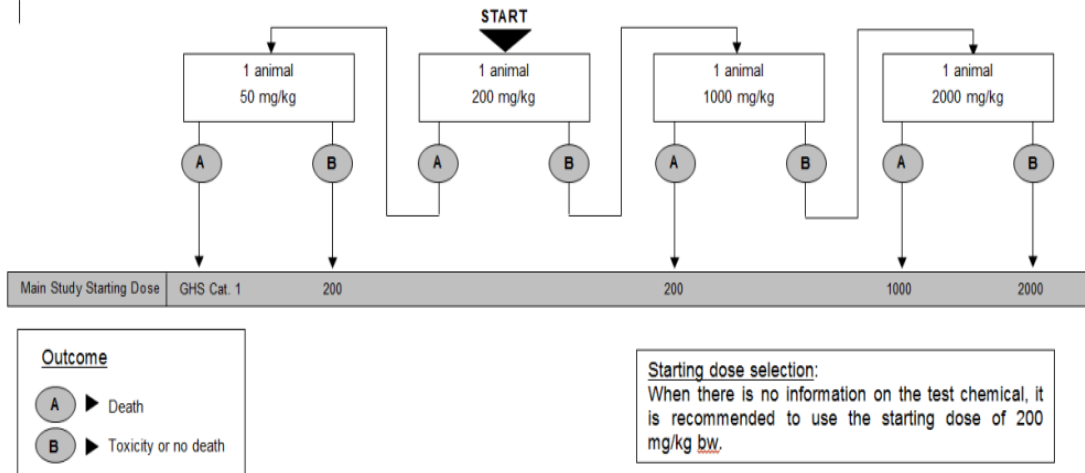 START
1 animal
50 mg/kg
1 animal
200 mg/kg
1 animal
1000 mg/kg
1 animal
2000 mg/kg
A
B
A
B
A
B
A
B
Main Study Starting Dose GHS Cat. 1 200 200 1000 2000
Outcome
A Death
B Toxicity or no death
Starting dose selection:
When there is no information on the test chemical, it
is recommended to use the starting dose of 200
mg/kg bw.